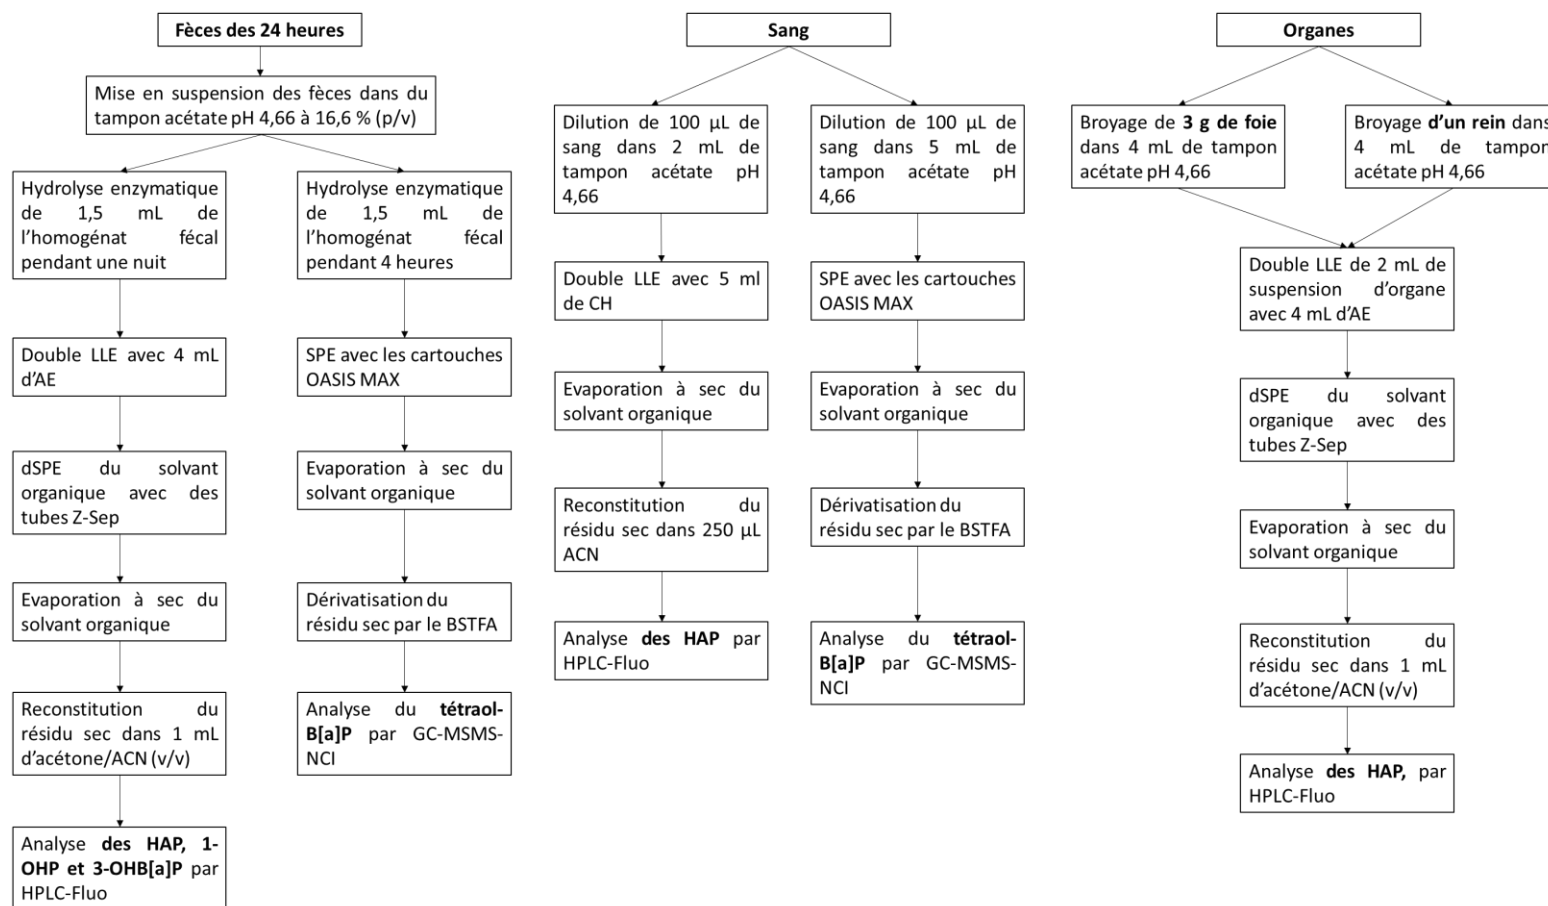 Fèces des 24 heures
Mise en suspension des fèces dans du
tampon acétate pH 4,66 à 16,6 % (p/v)
Hydrolyse enzymatique
de 1,5 mL de
l’homogénat fécal
pendant une nuit
Double LLE avec 4 mL
d’AE
dSPE du solvant
organique avec des
tubes Z-Sep
Evaporation à sec du
solvant organique
Reconstitution du
résidu sec dans 1 mL
d’acétone/ACN (v/v)
Analyse des HAP, 1-
OHP et 3-OHB[a]P par
HPLC-Fluo
Hydrolyse enzymatique
de 1,5 mL de
l’homogénat fécal
pendant 4 heures
SPE avec les cartouches
OASIS MAX
Evaporation à sec du
solvant organique
Dérivatisation du
résidu sec par le BSTFA
Analyse du tétraol-
B[a]P par GC-MSMS-
NCI
Sang
Dilution de 100 µL de
sang dans 2 mL de
tampon acétate pH
4,66
Double LLE avec 5 ml
de CH
Evaporation à sec du
solvant organique
Reconstitution du
résidu sec dans 250 µL
ACN
Analyse des HAP par
HPLC-Fluo
Dilution de 100 µL de
sang dans 5 mL de
tampon acétate pH
4,66
SPE avec les cartouches
OASIS MAX
Evaporation à sec du
solvant organique
Dérivatisation du
résidu sec par le BSTFA
Analyse du tétraol-
B[a]P par GC-MSMS-
NCI
Organes
Broyage de 3 g de foie
dans 4 mL de tampon
acétate pH 4,66
Broyage d’un rein dans
4 mL de tampon
acétate pH 4,66
Double LLE de 2 mL de
suspension d’organe
avec 4 mL d’AE
dSPE du solvant
organique avec des
tubes Z-Sep
Evaporation à sec du
solvant organique
Reconstitution du
résidu sec dans 1 mL
d’acétone/ACN (v/v)
Analyse des HAP, par
HPLC-Fluo